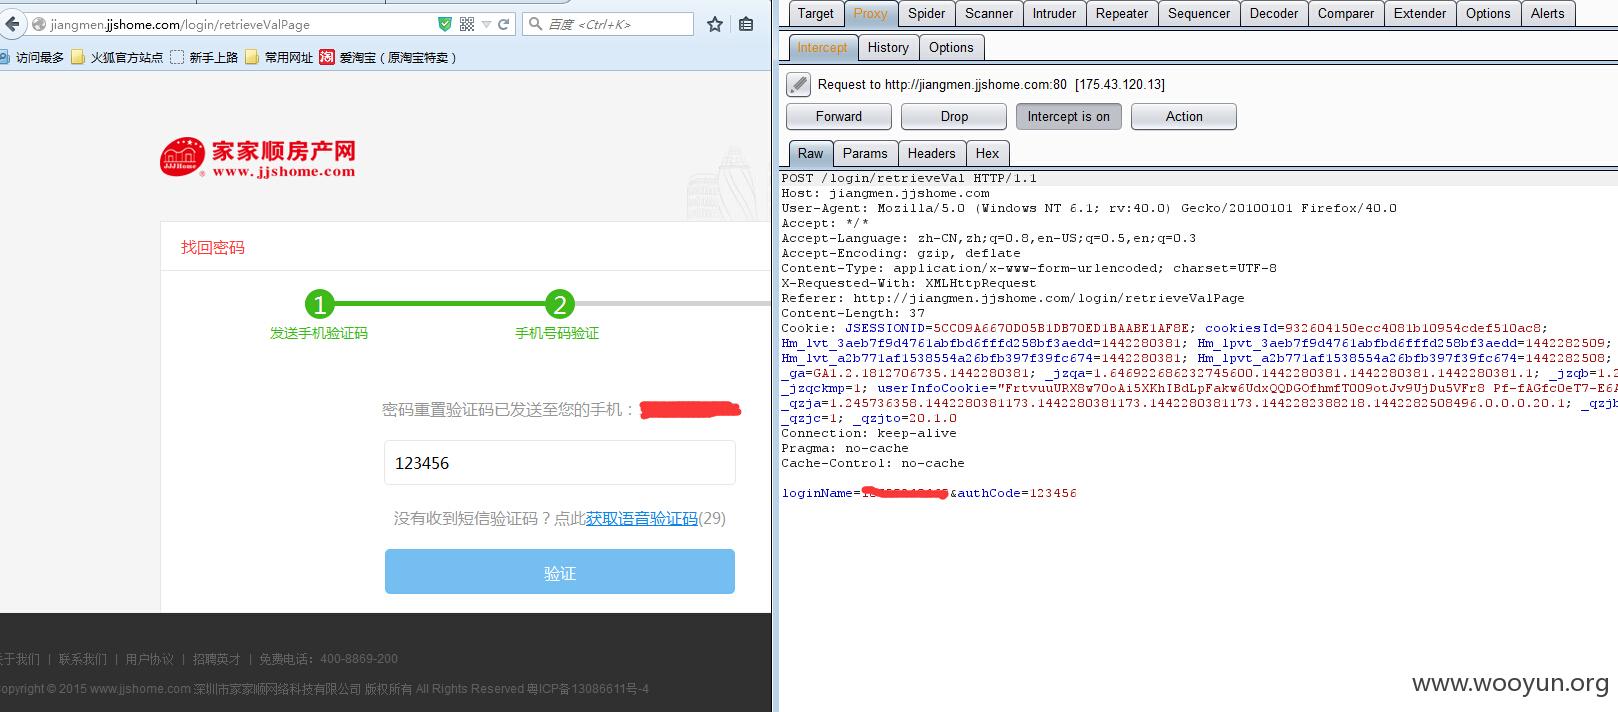 jiangmen.jjshome.com/login/retrieveValPage
百度 <Ctrl+K>
访问最多 火狐官方站点 新手上路 常用网址 淘 爱淘宝（原淘宝特卖）
家家顺房产网
JJJHome
www.jjshome.com
找回密码
1 2
发送手机验证码 手机号码验证
密码重置验证码已发送至您的手机：
123456
没有收到短信验证码？点此获取语音验证码(29)
验证
关于我们 | 联系我们 | 用户协议 | 招聘英才 | 免费电话：400-8869-200
opyright © 2015 www.jjshome.com 深圳市家家顺网络科技有限公司 版权所有 All Rights Reserved 粤ICP备13086611号-4
Target Proxy Spider Scanner Intruder Repeater Sequencer Decoder Comparer Extender Options Alerts
Intercept History Options
Request to http://jiangmen.jjshome.com:80 [175.43.120.13]
Forward Drop Intercept is on Action
Raw Params Headers Hex
POST /login/retrieveVal HTTP/1.1
Host: jiangmen.jjshome.com
User-Agent: Mozilla/5.0 (Windows NT 6.1; rv:40.0) Gecko/20100101 Firefox/40.0
Accept: */*
Accept-Language: zh-CN,zh;q=0.8,en-US;q=0.5,en;q=0.3
Accept-Encoding: gzip, deflate
Content-Type: application/x-www-form-urlencoded; charset=UTF-8
X-Requested-With: XMLHttpRequest
Referer: http://jiangmen.jjshome.com/login/retrieveValPage
Content-Length: 37
Cookie: JSESSIONID=5CC09A6670D05B1DB70ED1BAABE1AF8E; cookiesId=932604150ecc4081b10954cdef510ac8;
Hm_lvt_3aeb7f9d4761abfbd6fffd258bf3aedd=1442280381; Hm_lpvt_3aeb7f9d4761abfbd6fffd258bf3aedd=1442282509;
Hm_lvt_a2b771af1538554a26bfb397f39fc674=1442280381; Hm_lpvt_a2b771af1538554a26bfb397f39fc674=1442282508;
_ga=GA1.2.1812706735.1442280381; _jzqa=1.646922686232745600.1442280381.1442280381.1442280381.1; _jzqb=1.2
_jzqckmp=1; userInfoCookie="FrtvuuURX8w7OoAi5XKhIBdLpFakw6UdxQQDGOfhmfTOO9otJv9UjDu5VFr8 Pf-fAGfcOeT7-E6A
_qzja=1.245736358.1442280381173.1442280381173.1442280381173.1442282388218.1442282508496.0.0.0.20.1; _qzjb
_qzjc=1; _qzjto=20.1.0
Connection: keep-alive
Pragma: no-cache
Cache-Control: no-cache
loginName= &authCode=123456
www.wooyun.org